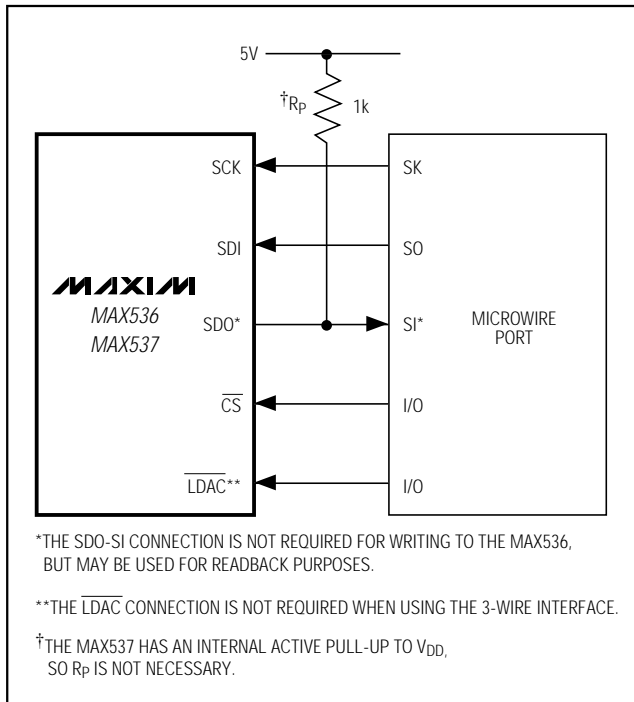 5V
†RP 1k
SCK SK
SDI SO
MAXIM
MAX536
MAX537
SDO* SI*
MICROWIRE
PORT
CS I/O
LDAC** I/O
*THE SDO-SI CONNECTION IS NOT REQUIRED FOR WRITING TO THE MAX536,
BUT MAY BE USED FOR READBACK PURPOSES.
**THE LDAC CONNECTION IS NOT REQUIRED WHEN USING THE 3-WIRE INTERFACE.
†THE MAX537 HAS AN INTERNAL ACTIVE PULL-UP TO VDD,
SO RP IS NOT NECESSARY.